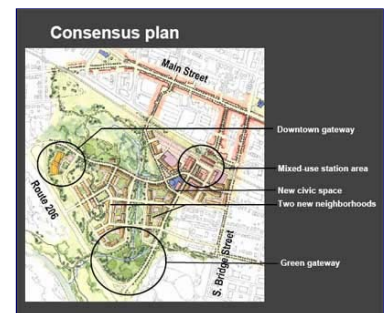 Consensus plan
Main Street
Downtown gateway
Mixed-use station area
New civic space
Two new neighborhoods
Route 206
S. Bridge Street
Green gateway